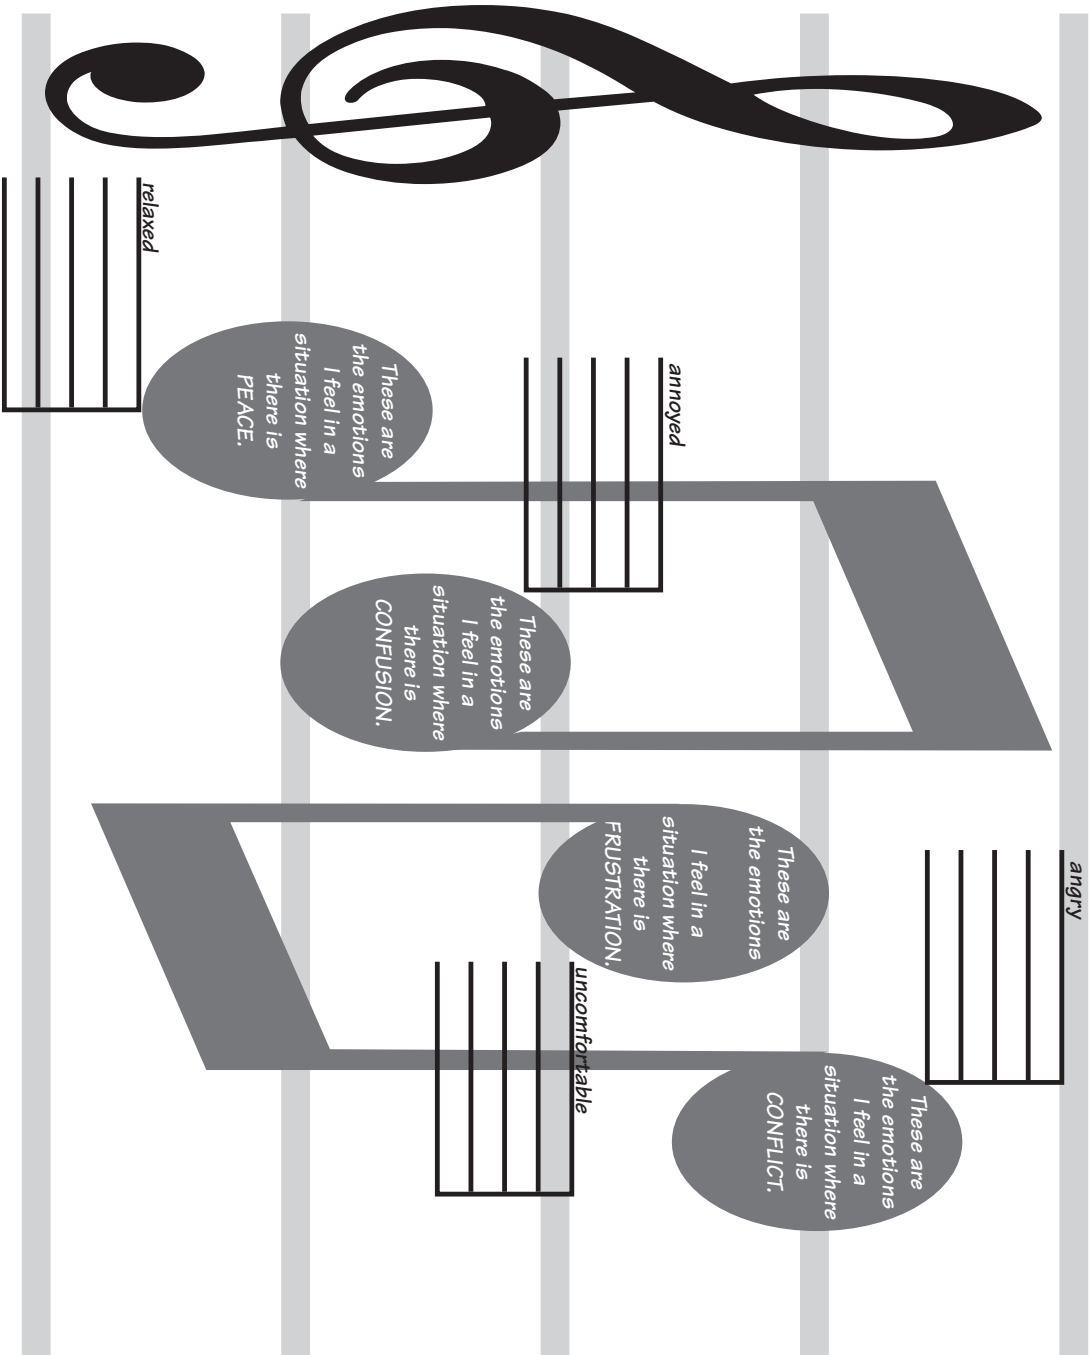 relaxed
These are
the emotions
I feel in a
situation where
there is
PEACE.
annoyed
These are
the emotions
I feel in a
situation where
there is
CONFUSION.
These are
the emotions
I feel in a
situation where
there is
FRUSTRATION.
uncomfortable
angry
These are
the emotions
I feel in a
situation where
there is
CONFLICT.